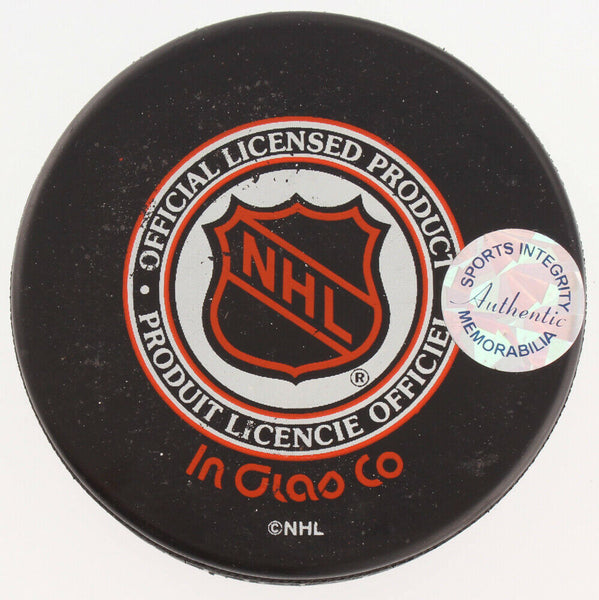 OFFICIAL LICENSED PRODUCT
NHL
®
• PRODUIT LICENCIE OFFICIEL
In Glas Co
©NHL
SPORTS INTEGRITY
Authentic
MEMORABILIA